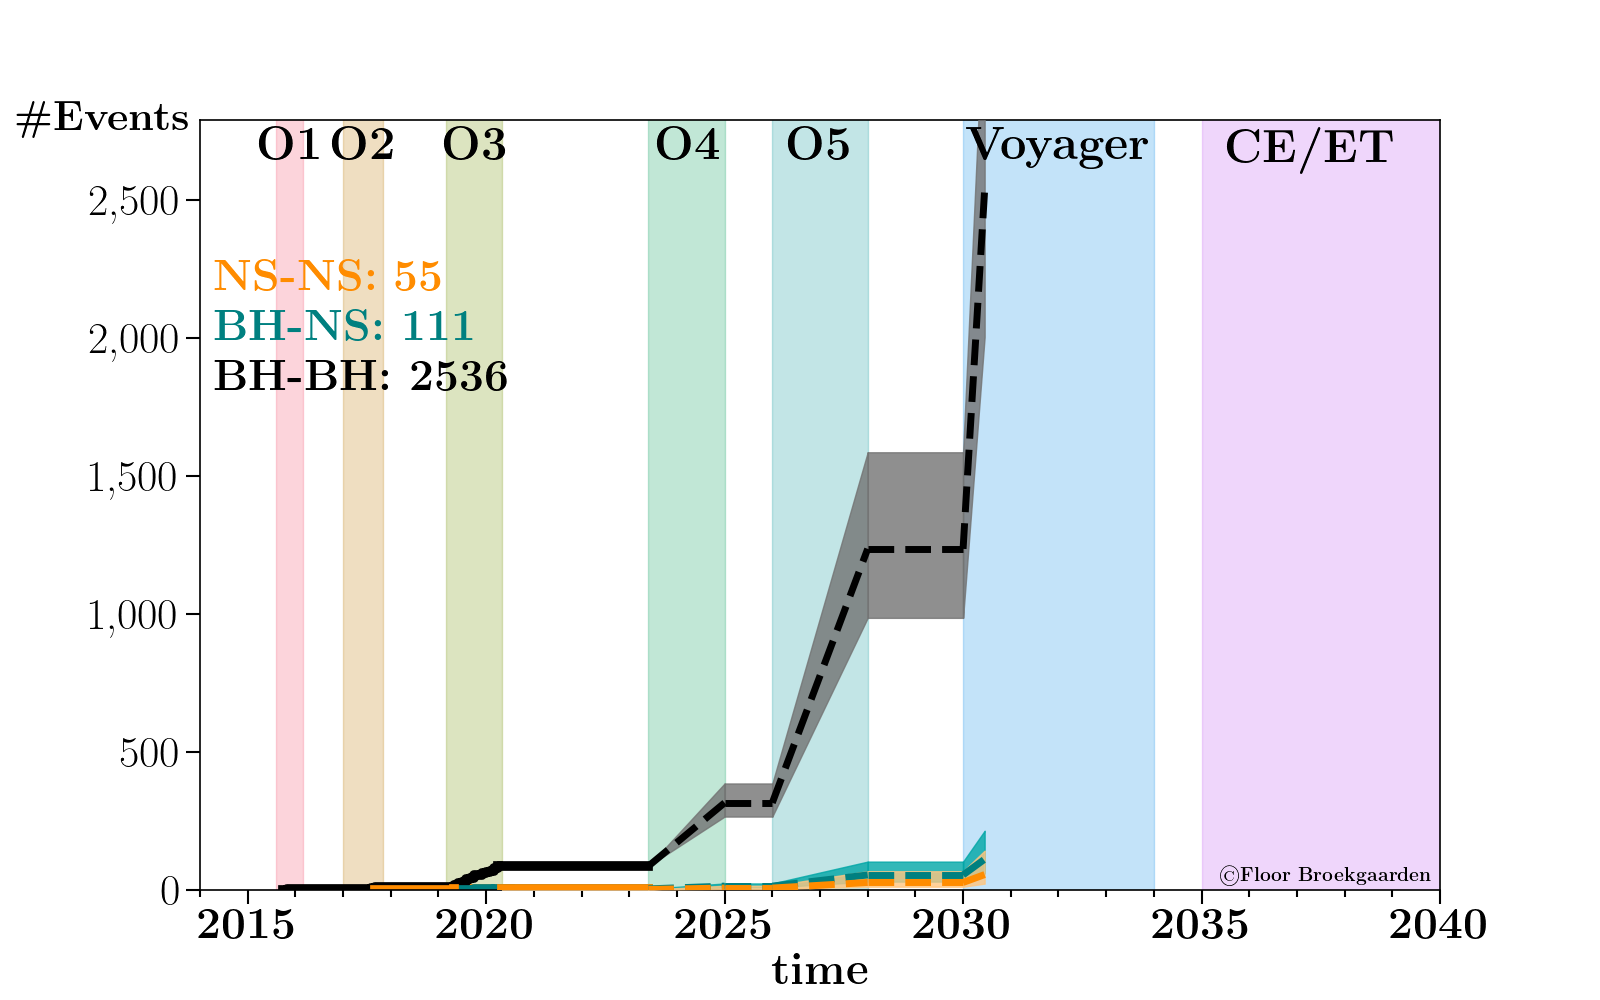 #Events
O1 O2 O3 O4 O5 Voyager CE/ET
2,500
NS-NS: 55
BH-NS: 111
2,000
BH-BH: 2536
1,500
1,000
500
©Floor Broekgaarden
0
2015 2020 2025 2030 2035 2040
time